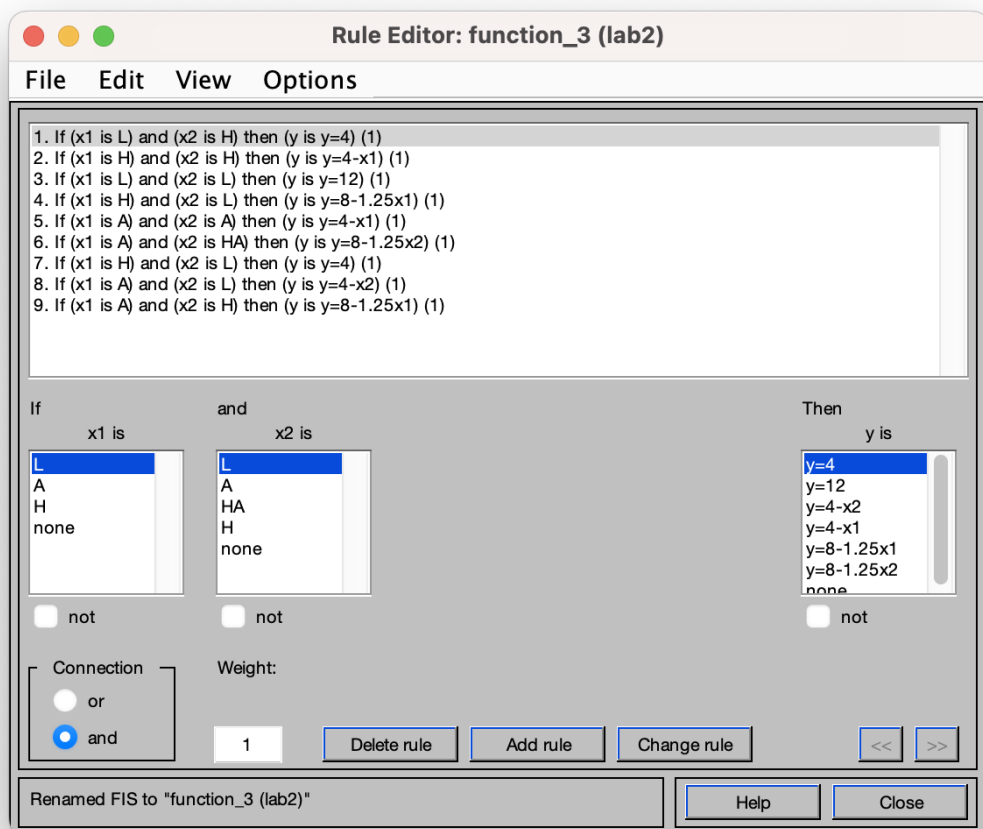 Rule Editor: function_3 (lab2)
File Edit View Options
1. If (x1 is L) and (x2 is H) then (y is y=4) (1)
2. If (x1 is H) and (x2 is H) then (y is y=4-x1) (1)
3. If (x1 is L) and (x2 is L) then (y is y=12) (1)
4. If (x1 is H) and (x2 is L) then (y is y=8-1.25x1) (1)
5. If (x1 is A) and (x2 is A) then (y is y=4-x1) (1)
6. If (x1 is A) and (x2 is HA) then (y is y=8-1.25x2) (1)
7. If (x1 is H) and (x2 is L) then (y is y=4) (1)
8. If (x1 is A) and (x2 is L) then (y is y=4-x2) (1)
9. If (x1 is A) and (x2 is H) then (y is y=8-1.25x1) (1)
If
x1 is
L
A
H
none
not
and
x2 is
L
A
HA
H
none
not
Then
y is
y=4
y=12
y=4-x2
y=4-x1
y=8-1.25x1
y=8-1.25x2
none
not
Connection
or
and
Weight:
1
Delete rule
Add rule
Change rule
<<
>>
Renamed FIS to "function_3 (lab2)"
Help
Close